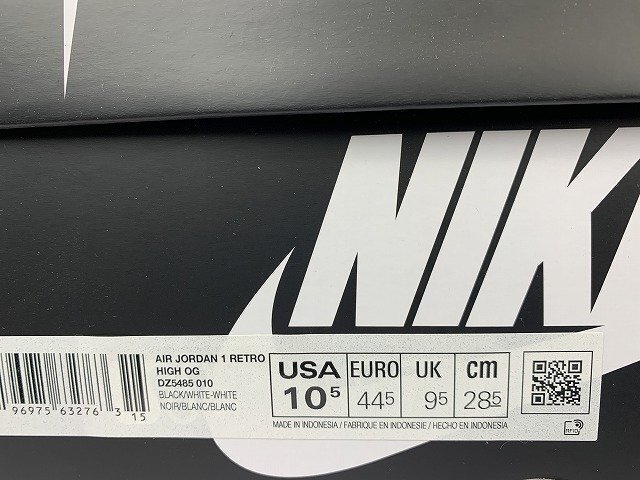 NIK
AIR JORDAN 1 RETRO
HIGH OG
DZ5485 010
BLACK/WHITE-WHITE
NOIR/BLANC/BLANC
96975 63276 3 15
USA EURO UK cm
10⁵ 44⁵ 9⁵ 28⁵
MADE IN INDONESIA / FABRIQUE EN INDONESIE / HECHO EN INDONESIA
RFID